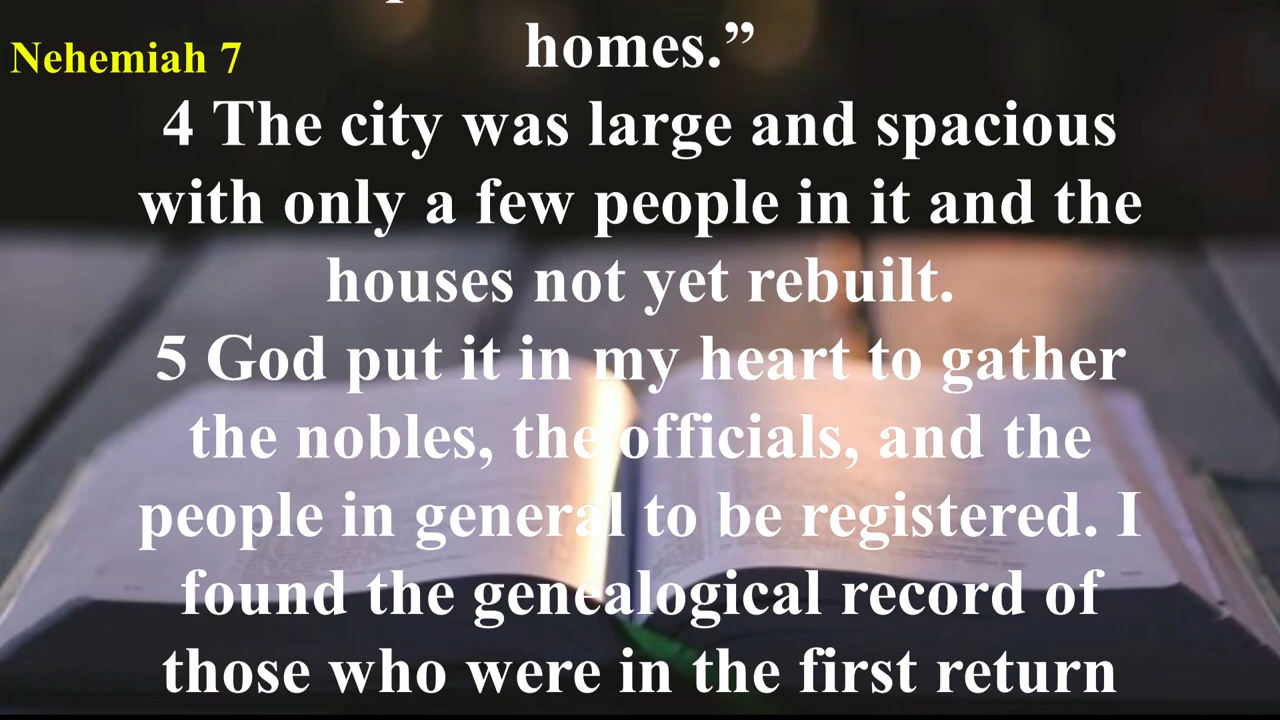 homes.”
Nehemiah 7
4 The city was large and spacious
with only a few people in it and the
houses not yet rebuilt.
5 God put it in my heart to gather
the nobles, the officials, and the
people in general to be registered. I
found the genealogical record of
those who were in the first return